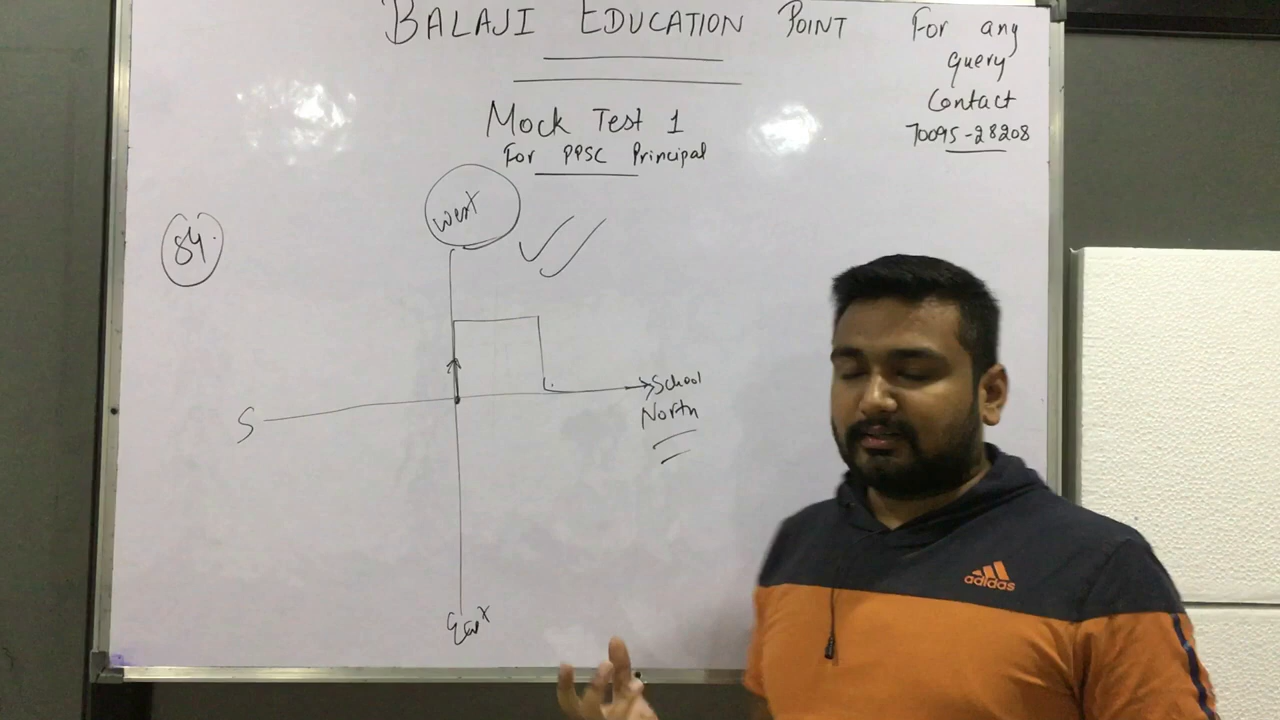 BALAJI EDUCATION POINT
For any
query
Contact
70095-28208
Mock Test 1
For PPSC Principal
84.
West
S
School
North
East
adidas